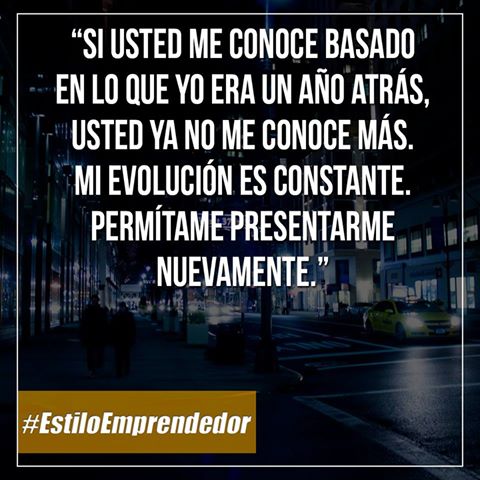 “SI USTED ME CONOCE BASADO
EN LO QUE YO ERA UN AÑO ATRÁS,
USTED YA NO ME CONOCE MÁS.
MI EVOLUCIÓN ES CONSTANTE.
PERMÍTAME PRESENTARME
NUEVAMENTE.”
#EstiloEmprendedor